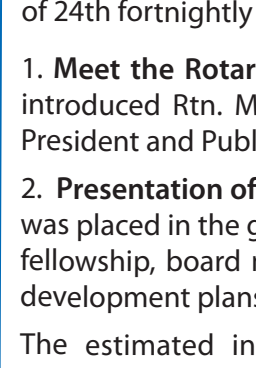 of 24th fortnightly
1. Meet the Rotar
introduced Rtn. M
President and Publ
2. Presentation of
was placed in the g
fellowship, board
development plans
The estimated in